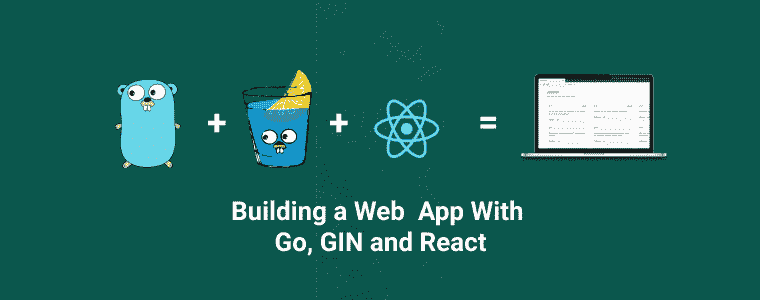 + + =
Building a Web App With
Go, GIN and React